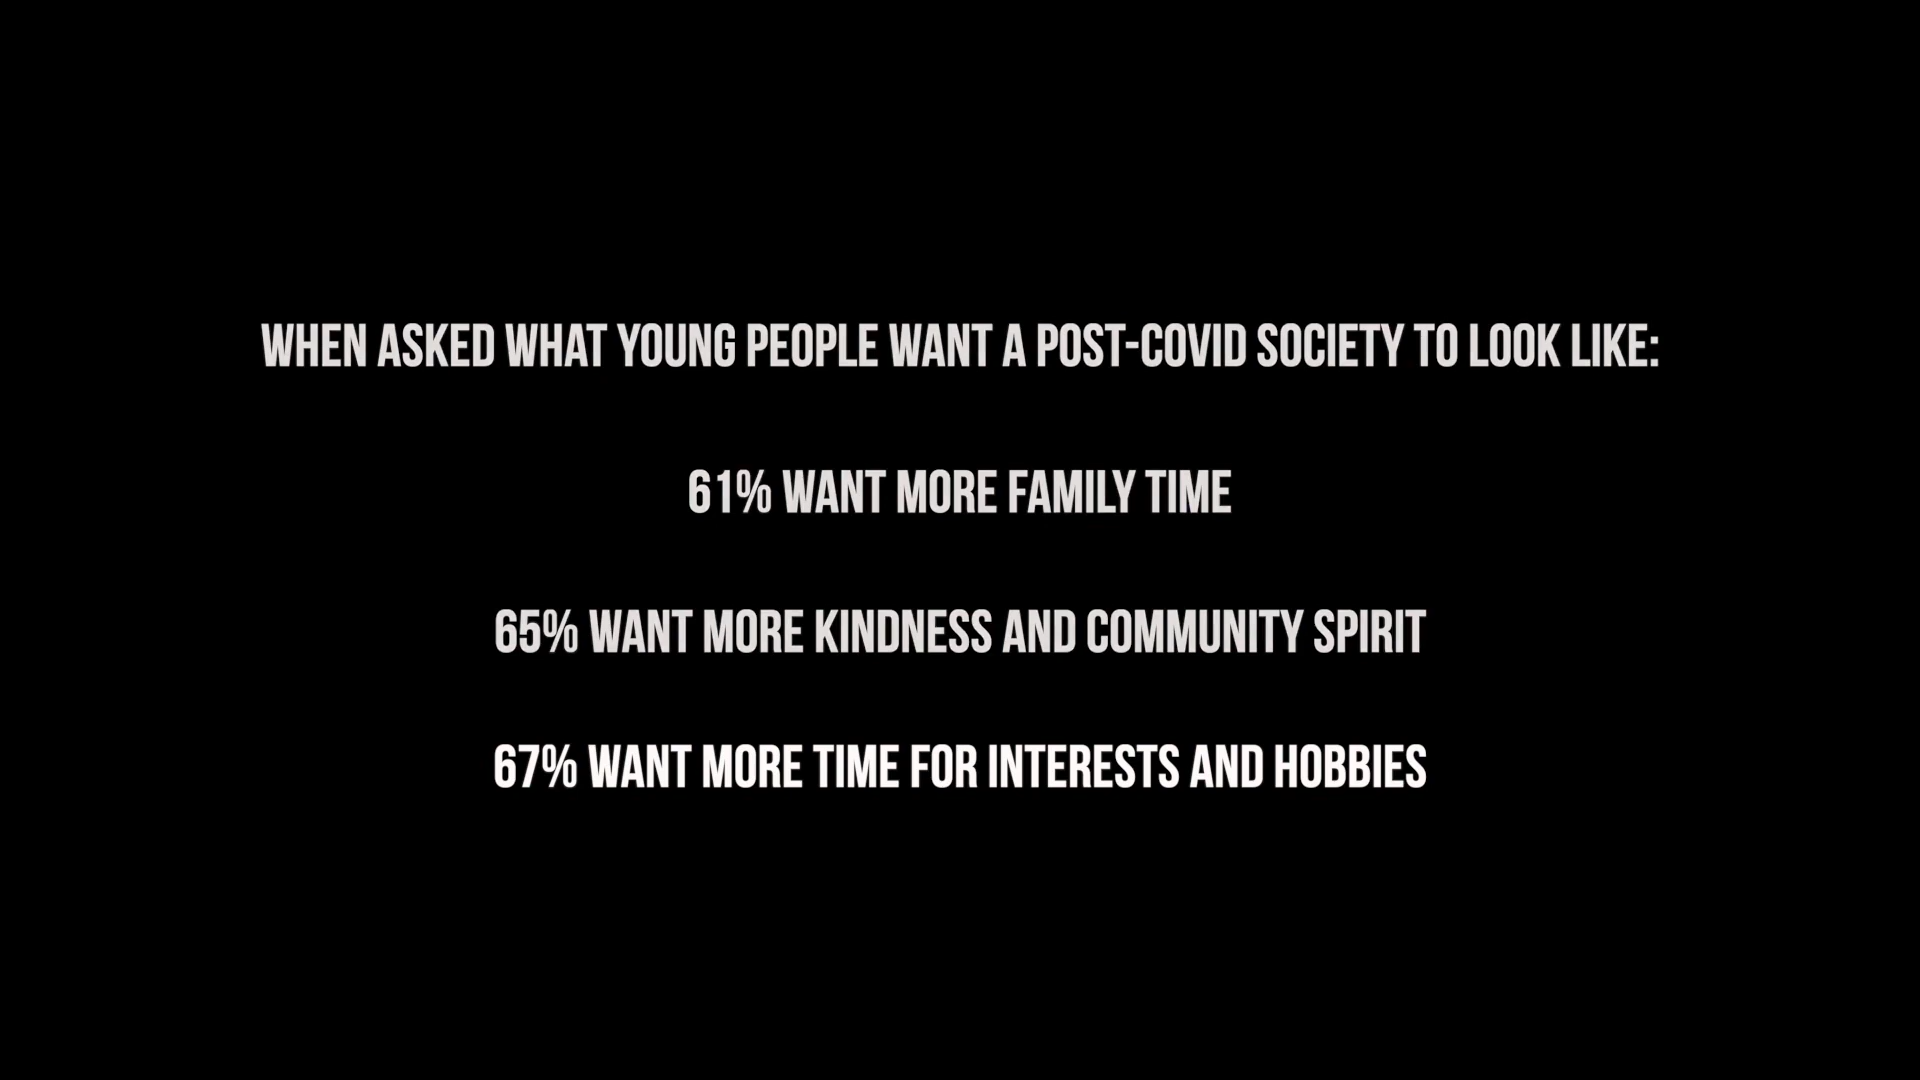 WHEN ASKED WHAT YOUNG PEOPLE WANT A POST-COVID SOCIETY TO LOOK LIKE:
61% WANT MORE FAMILY TIME
65% WANT MORE KINDNESS AND COMMUNITY SPIRIT
67% WANT MORE TIME FOR INTERESTS AND HOBBIES